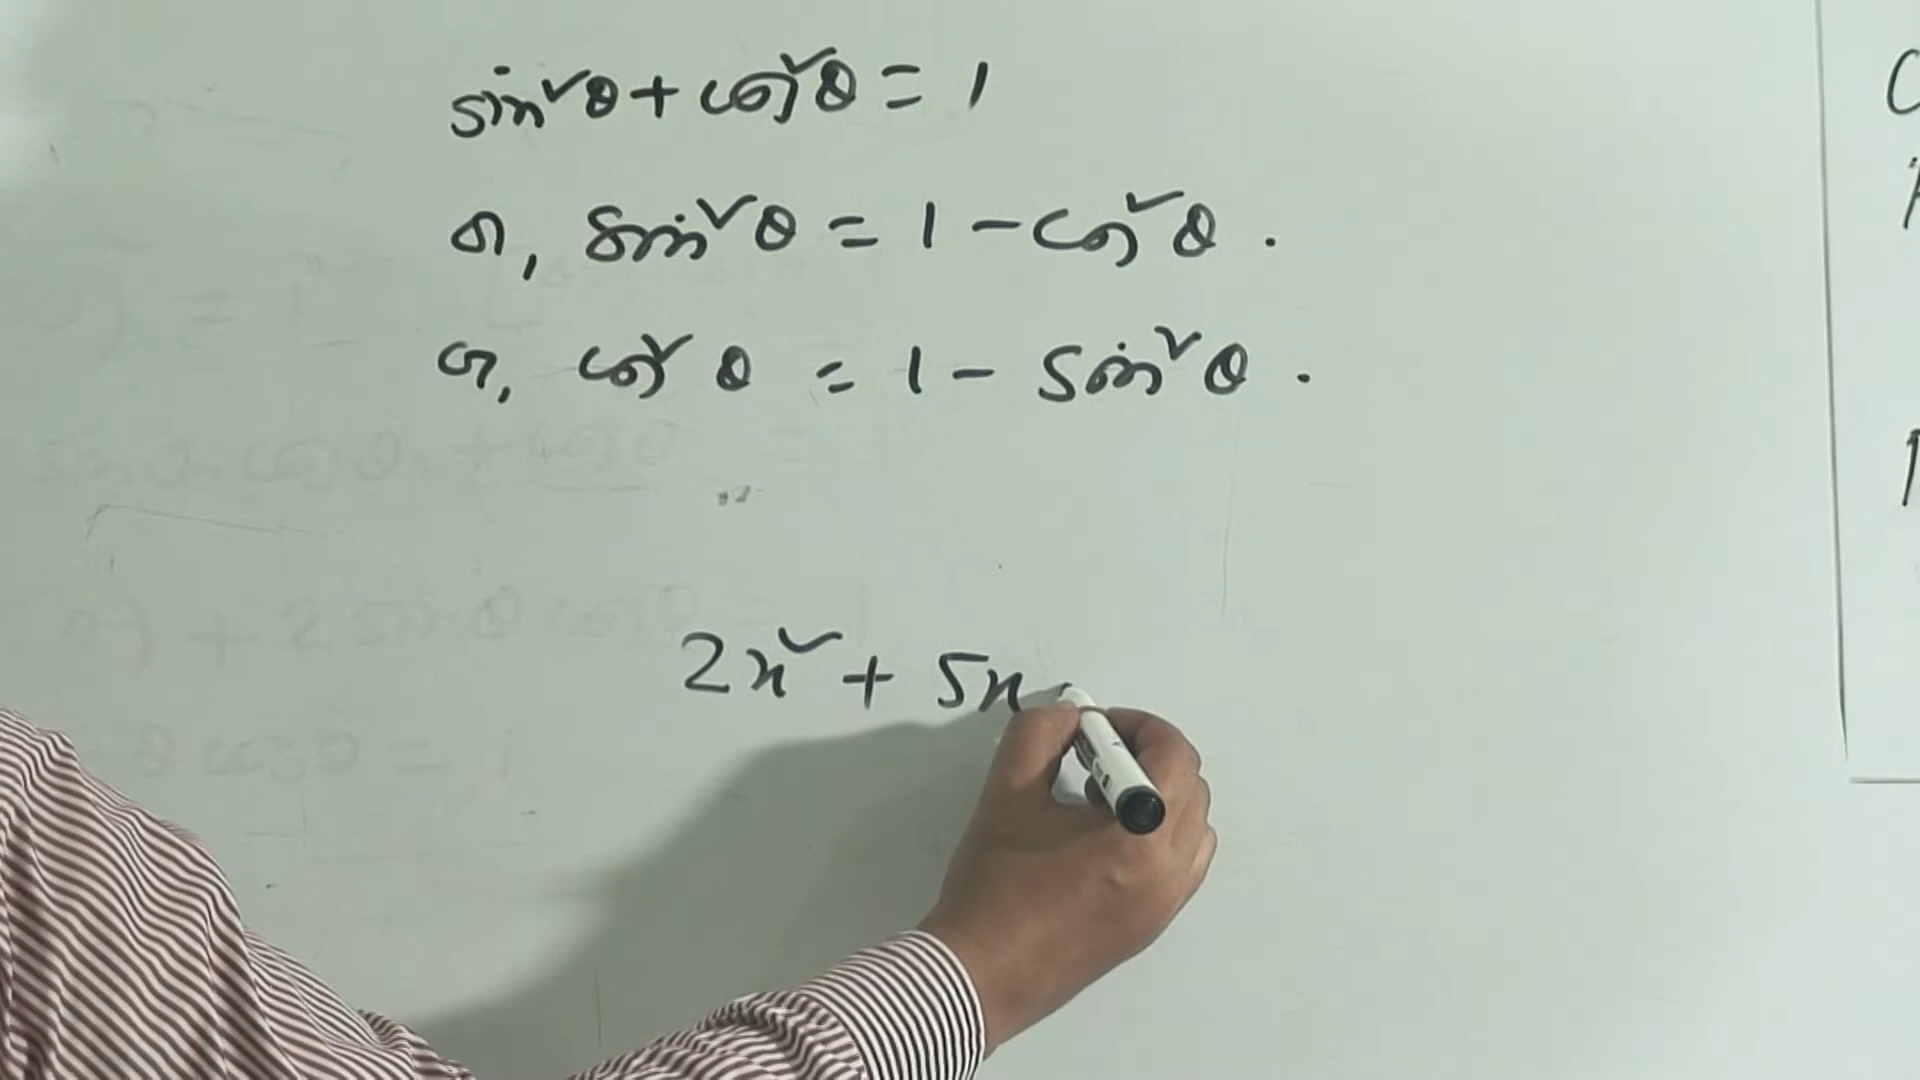 sin²θ + cos²θ = 1
বা, sin²θ = 1 - cos²θ .
বা, cos²θ = 1 - sin²θ .
2x² + 5x